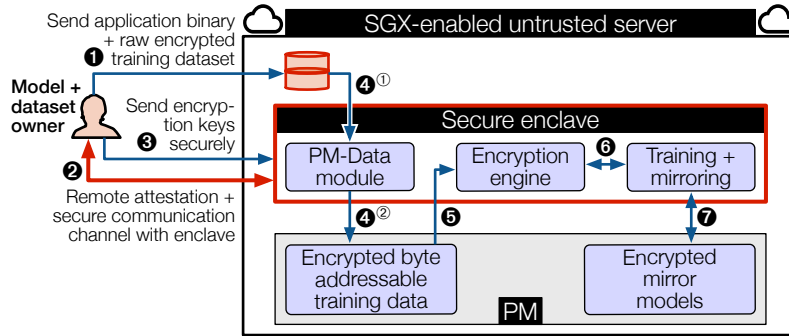 Send application binary
+ raw encrypted
training dataset
❶
SGX-enabled untrusted server
Model +
dataset
owner
❹①
Send encryp-
tion keys
securely
❸
❷
Remote attestation +
secure communication
channel with enclave
Secure enclave
PM-Data
module
Encryption
engine
❻
Training +
mirroring
❹②
❺
❼
Encrypted byte
addressable
training data
Encrypted
mirror
models
PM